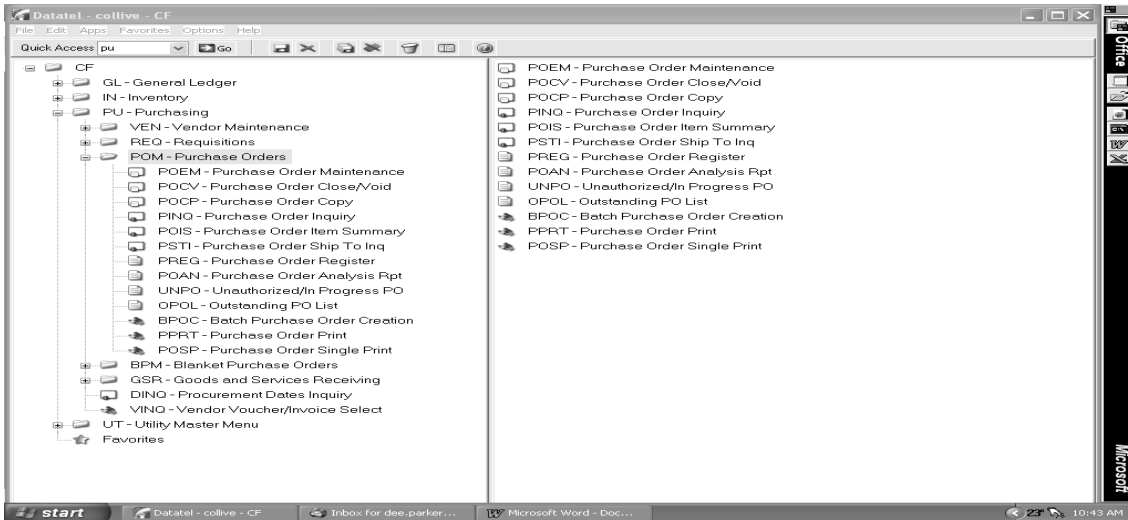 Datatel - collive - CF
File Edit Apps Favorites Options Help
Quick Access pu Go
CF
GL - General Ledger
IN - Inventory
PU - Purchasing
VEN - Vendor Maintenance
REQ - Requisitions
POM - Purchase Orders
POEM - Purchase Order Maintenance
POCV - Purchase Order Close/Void
POCP - Purchase Order Copy
PINQ - Purchase Order Inquiry
POIS - Purchase Order Item Summary
PSTI - Purchase Order Ship To Inq
PREG - Purchase Order Register
POAN - Purchase Order Analysis Rpt
UNPO - Unauthorized/In Progress PO
OPOL - Outstanding PO List
BPOC - Batch Purchase Order Creation
PPRT - Purchase Order Print
POSP - Purchase Order Single Print
BPM - Blanket Purchase Orders
GSR - Goods and Services Receiving
DINQ - Procurement Dates Inquiry
VINQ - Vendor Voucher/Invoice Select
UT - Utility Master Menu
Favorites
POEM - Purchase Order Maintenance
POCV - Purchase Order Close/Void
POCP - Purchase Order Copy
PINQ - Purchase Order Inquiry
POIS - Purchase Order Item Summary
PSTI - Purchase Order Ship To Inq
PREG - Purchase Order Register
POAN - Purchase Order Analysis Rpt
UNPO - Unauthorized/In Progress PO
OPOL - Outstanding PO List
BPOC - Batch Purchase Order Creation
PPRT - Purchase Order Print
POSP - Purchase Order Single Print
Office
Microsoft
start
Datatel - collive - CF
Inbox for dee.parker...
Microsoft Word - Doc...
23°
10:43 AM